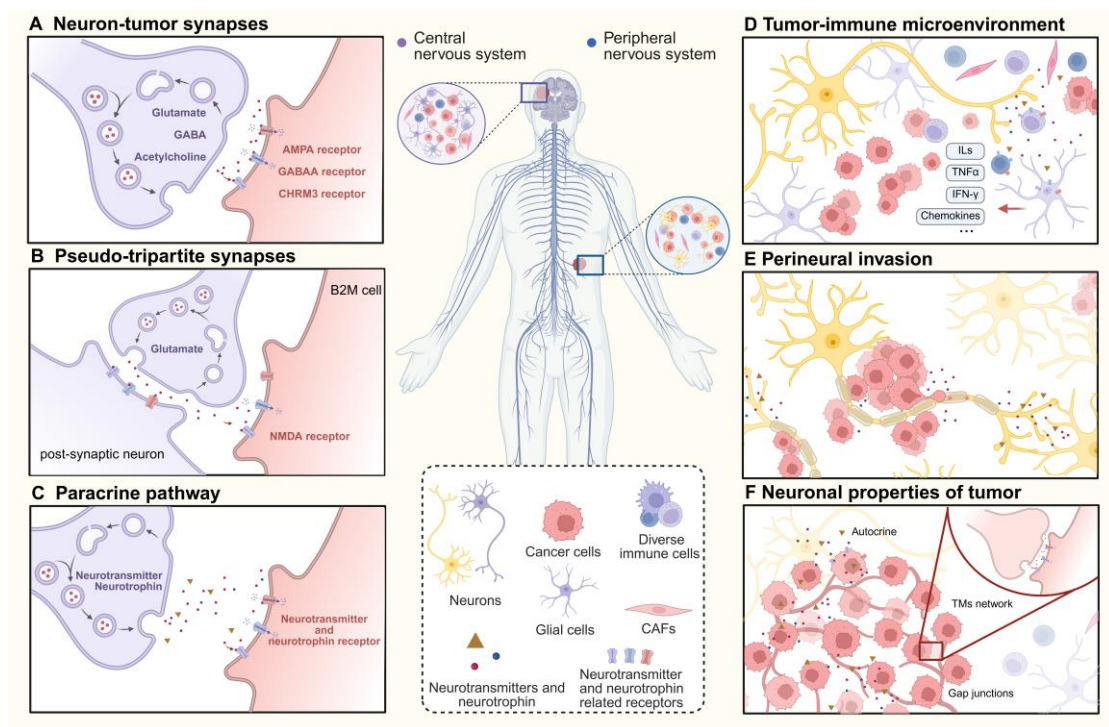 A Neuron-tumor synapses
Glutamate
GABA
Acetylcholine
AMPA receptor
GABAA receptor
CHRM3 receptor
B Pseudo-tripartite synapses
B2M cell
Glutamate
NMDA receptor
post-synaptic neuron
C Paracrine pathway
Neurotransmitter
Neurotrophin
Neurotransmitter
and
neurotrophin receptor
Central
nervous system
Peripheral
nervous system
Neurons
Cancer cells
Diverse
immune cells
Glial cells
CAFs
Neurotransmitters and
neurotrophin
Neurotransmitter
and neurotrophin
related receptors
D Tumor-immune microenvironment
ILs
TNFα
IFN-γ
Chemokines
...
E Perineural invasion
F Neuronal properties of tumor
Autocrine
TMs network
Gap junctions